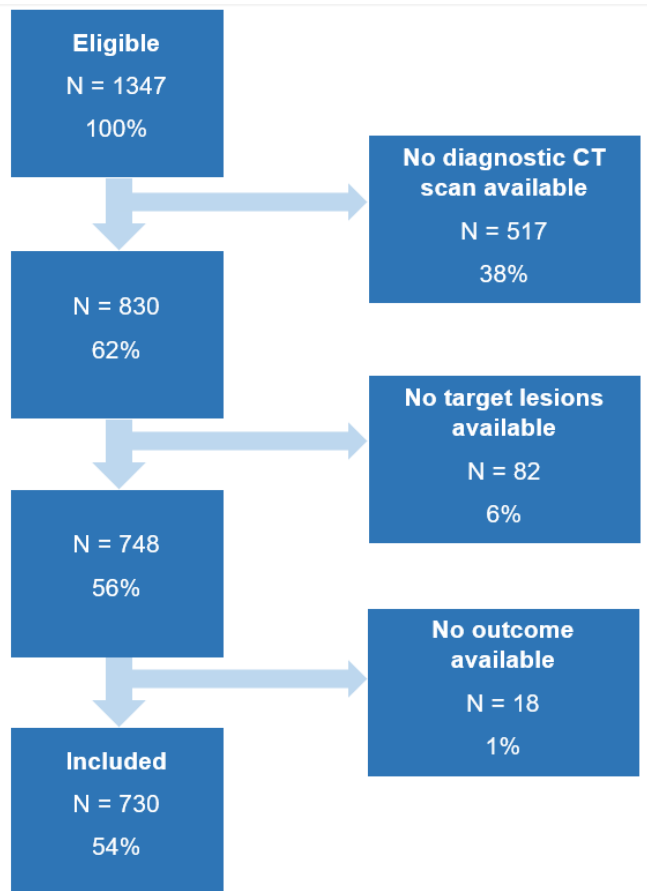 Eligible
N = 1347
100%
No diagnostic CT
scan available
N = 517
38%
N = 830
62%
No target lesions
available
N = 82
6%
N = 748
56%
No outcome
available
N = 18
1%
Included
N = 730
54%